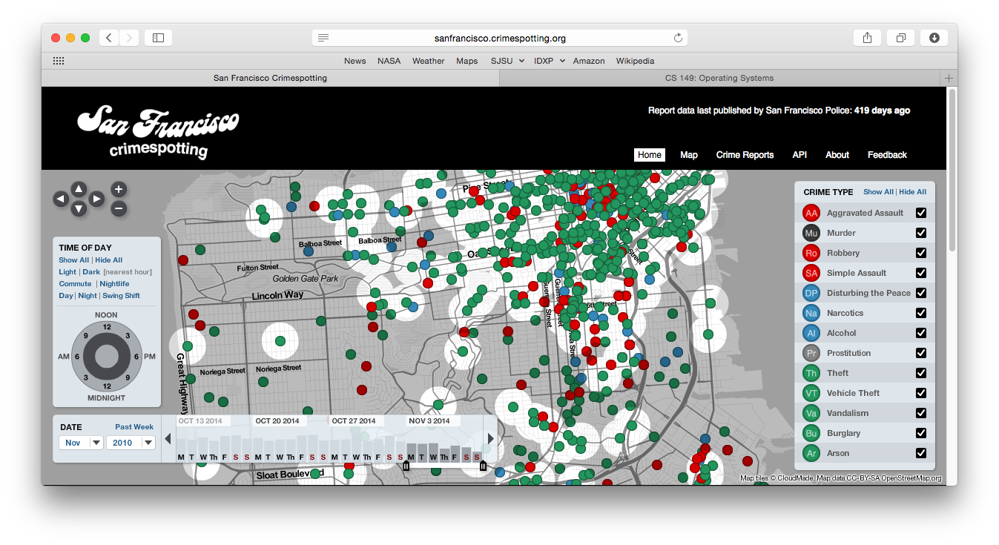 sanfrancisco.crimespotting.org
News NASA Weather Maps SJSU IDXP Amazon Wikipedia
San Francisco Crimespotting
CS 149: Operating Systems
San Francisco
crimespotting
Report data last published by San Francisco Police: 419 days ago
Home Map Crime Reports API About Feedback
TIME OF DAY
Show All | Hide All
Light | Dark [nearest hour]
Commute | Nightlife
Day | Night | Swing Shift
NOON
12
9 3
AM 6 6 PM
3 9
12
MIDNIGHT
Pine Street
Balboa Street Balboa Street
Fulton Street
Golden Gate Park
Lincoln Way
Noriega Street Noriega Street
Great Highway
Sloat Boulevard
CRIME TYPE Show All | Hide All
AA Aggravated Assault
Mu Murder
Ro Robbery
SA Simple Assault
DP Disturbing the Peace
Na Narcotics
Al Alcohol
Pr Prostitution
Th Theft
VT Vehicle Theft
Va Vandalism
Bu Burglary
Ar Arson
DATE Past Week
Nov 2010
OCT 13 2014 OCT 20 2014 OCT 27 2014 NOV 3 2014
M T W Th F S S M T W Th F S S M T W Th F S S M T W Th F S S
Map tiles © CloudMade. Map data CC-BY-SA OpenStreetMap.org